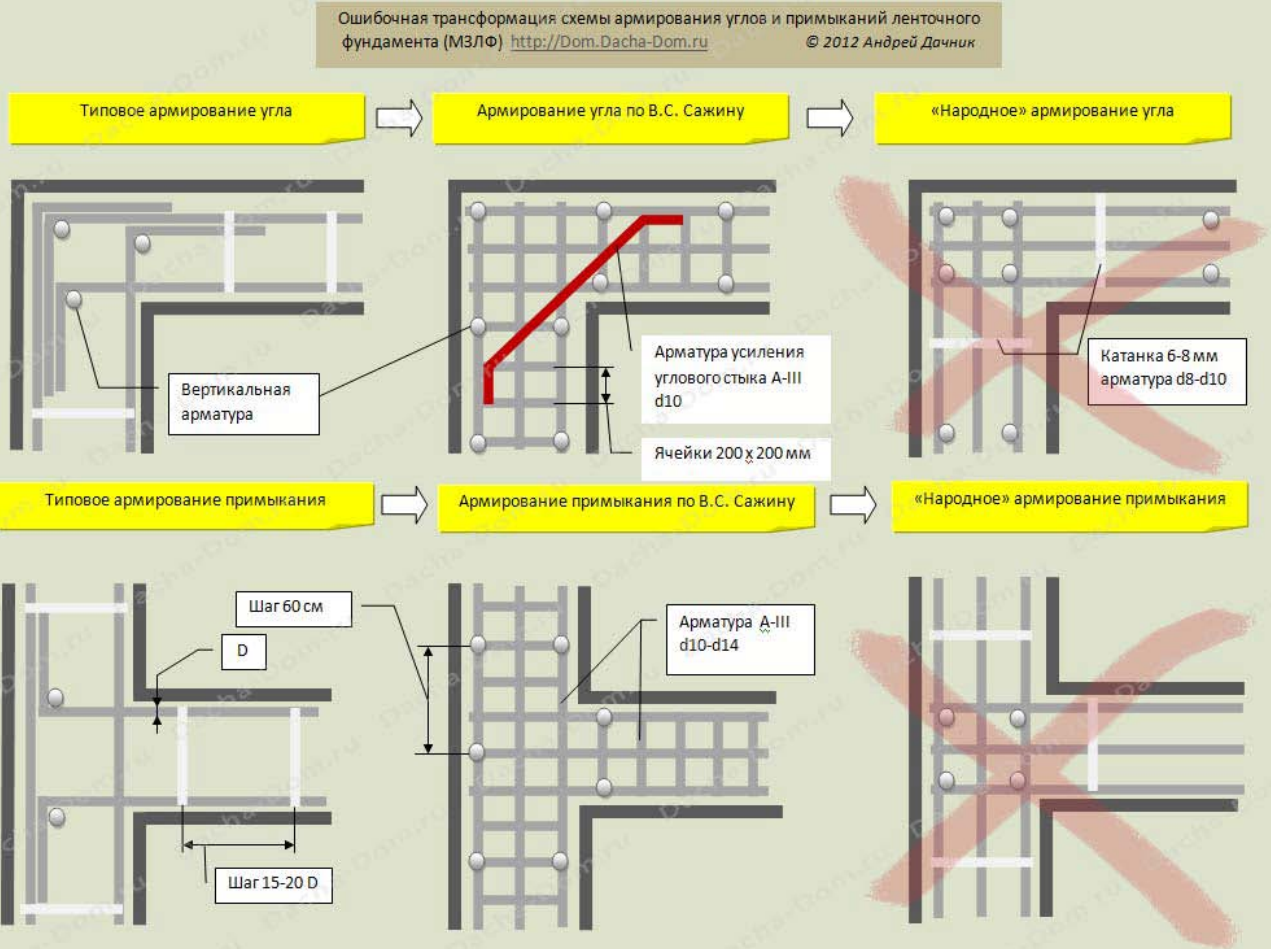 Ошибочная трансформация схемы армирования углов и примыканий ленточного
фундамента (МЗЛФ) http://Dom.Dacha-Dom.ru © 2012 Андрей Дачник
Типовое армирование угла
Армирование угла по В.С. Сажину
«Народное» армирование угла
Вертикальная
арматура
Арматура усиления
углового стыка А-III
d10
Ячейки 200 х 200 мм
Катанка 6-8 мм
арматура d8-d10
Типовое армирование примыкания
Армирование примыкания по В.С. Сажину
«Народное» армирование примыкания
Шаг 60 см
D
Арматура А-III
d10-d14
Шаг 15-20 D